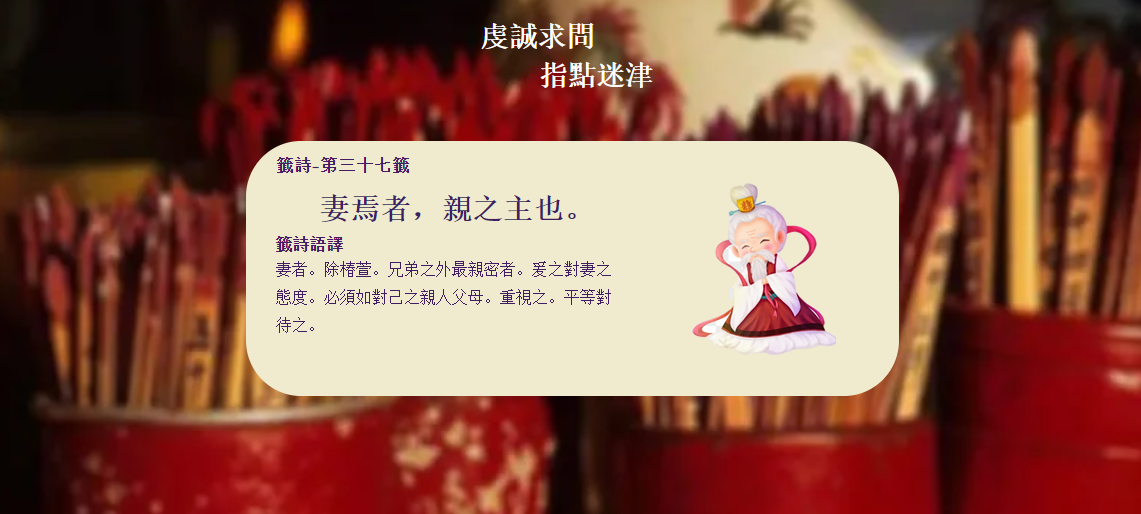 虔誠求問
指點迷津
籤詩-第三十七籤
妻焉者，親之主也。
籤詩語譯
妻者。除椿萱。兄弟之外最親密者。爰之對妻之
態度。必須如對己之親人父母。重視之。平等對
待之。